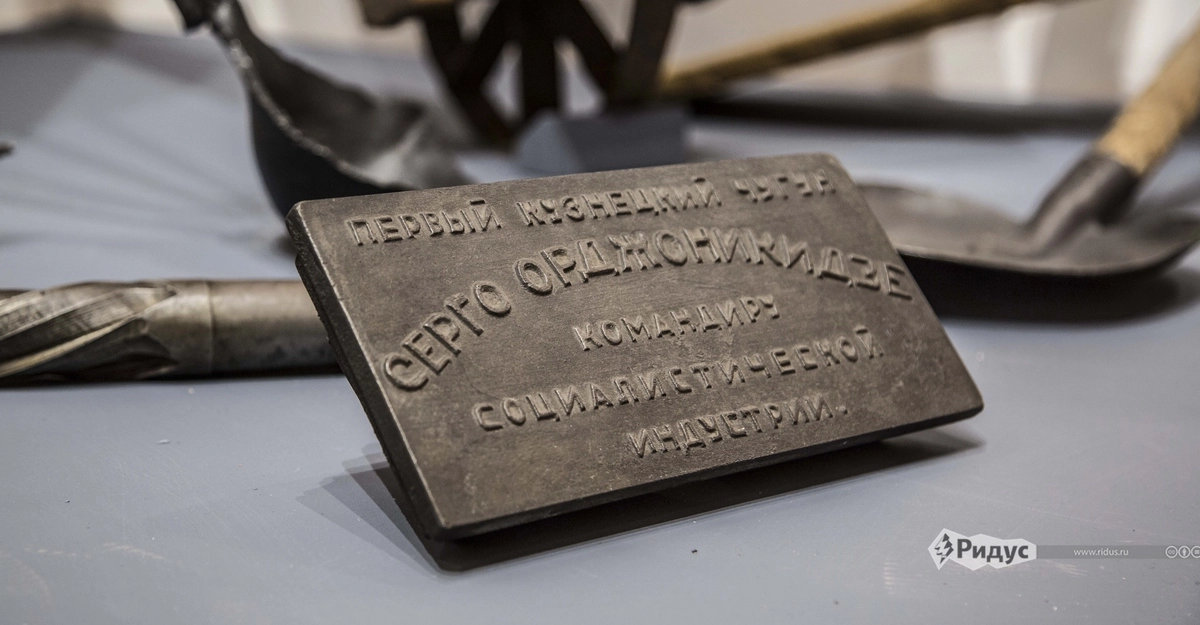 ПЕРВЫЙ КУЗНЕЦКИЙ ЧУГУН
СЕРГО ОРДЖОНИКИДЗЕ
КОМАНДИРУ
СОЦИАЛИСТИЧЕСКОЙ
ИНДУСТРИИ.
Ридус www.ridus.ru